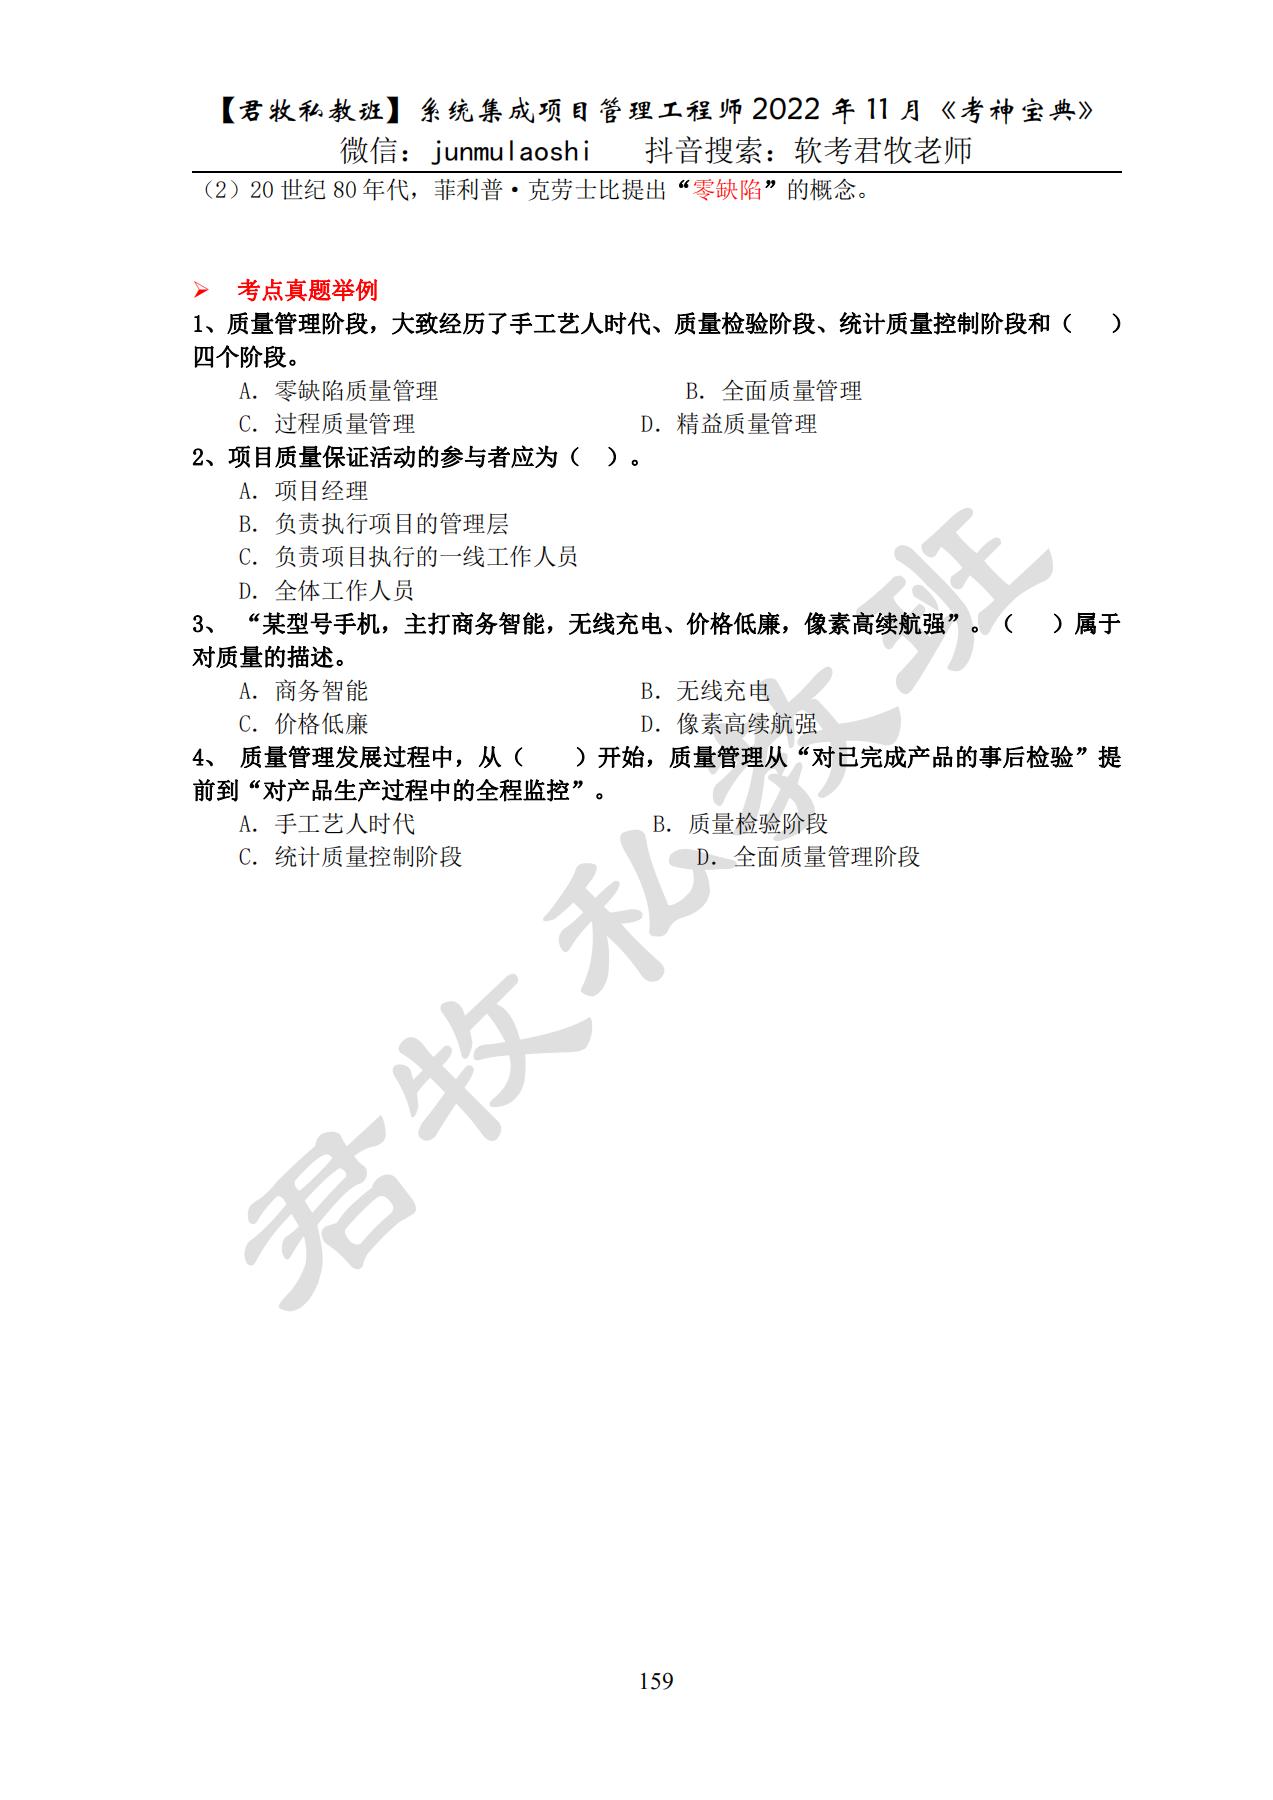 【君牧私教班】系统集成项目管理工程师 2022 年 11 月《考神宝典》
微信：junmulaoshi 抖音搜索：软考君牧老师
（2）20 世纪 80 年代，菲利普·克劳士比提出“零缺陷”的概念。
➢ 考点真题举例
1、质量管理阶段，大致经历了手工艺人时代、质量检验阶段、统计质量控制阶段和（ ）
四个阶段。
A. 零缺陷质量管理 B. 全面质量管理
C. 过程质量管理 D. 精益质量管理
2、项目质量保证活动的参与者应为（ ）。
A. 项目经理
B. 负责执行项目的管理层
C. 负责项目执行的一线工作人员
D. 全体工作人员
3、 “某型号手机，主打商务智能，无线充电、价格低廉，像素高续航强”。（ ）属于
对质量的描述。
A. 商务智能 B. 无线充电
C. 价格低廉 D. 像素高续航强
4、 质量管理发展过程中，从（ ）开始，质量管理从“对已完成产品的事后检验”提
前到“对产品生产过程中的全程监控”。
A. 手工艺人时代 B. 质量检验阶段
C. 统计质量控制阶段 D. 全面质量管理阶段
君牧私教班
159